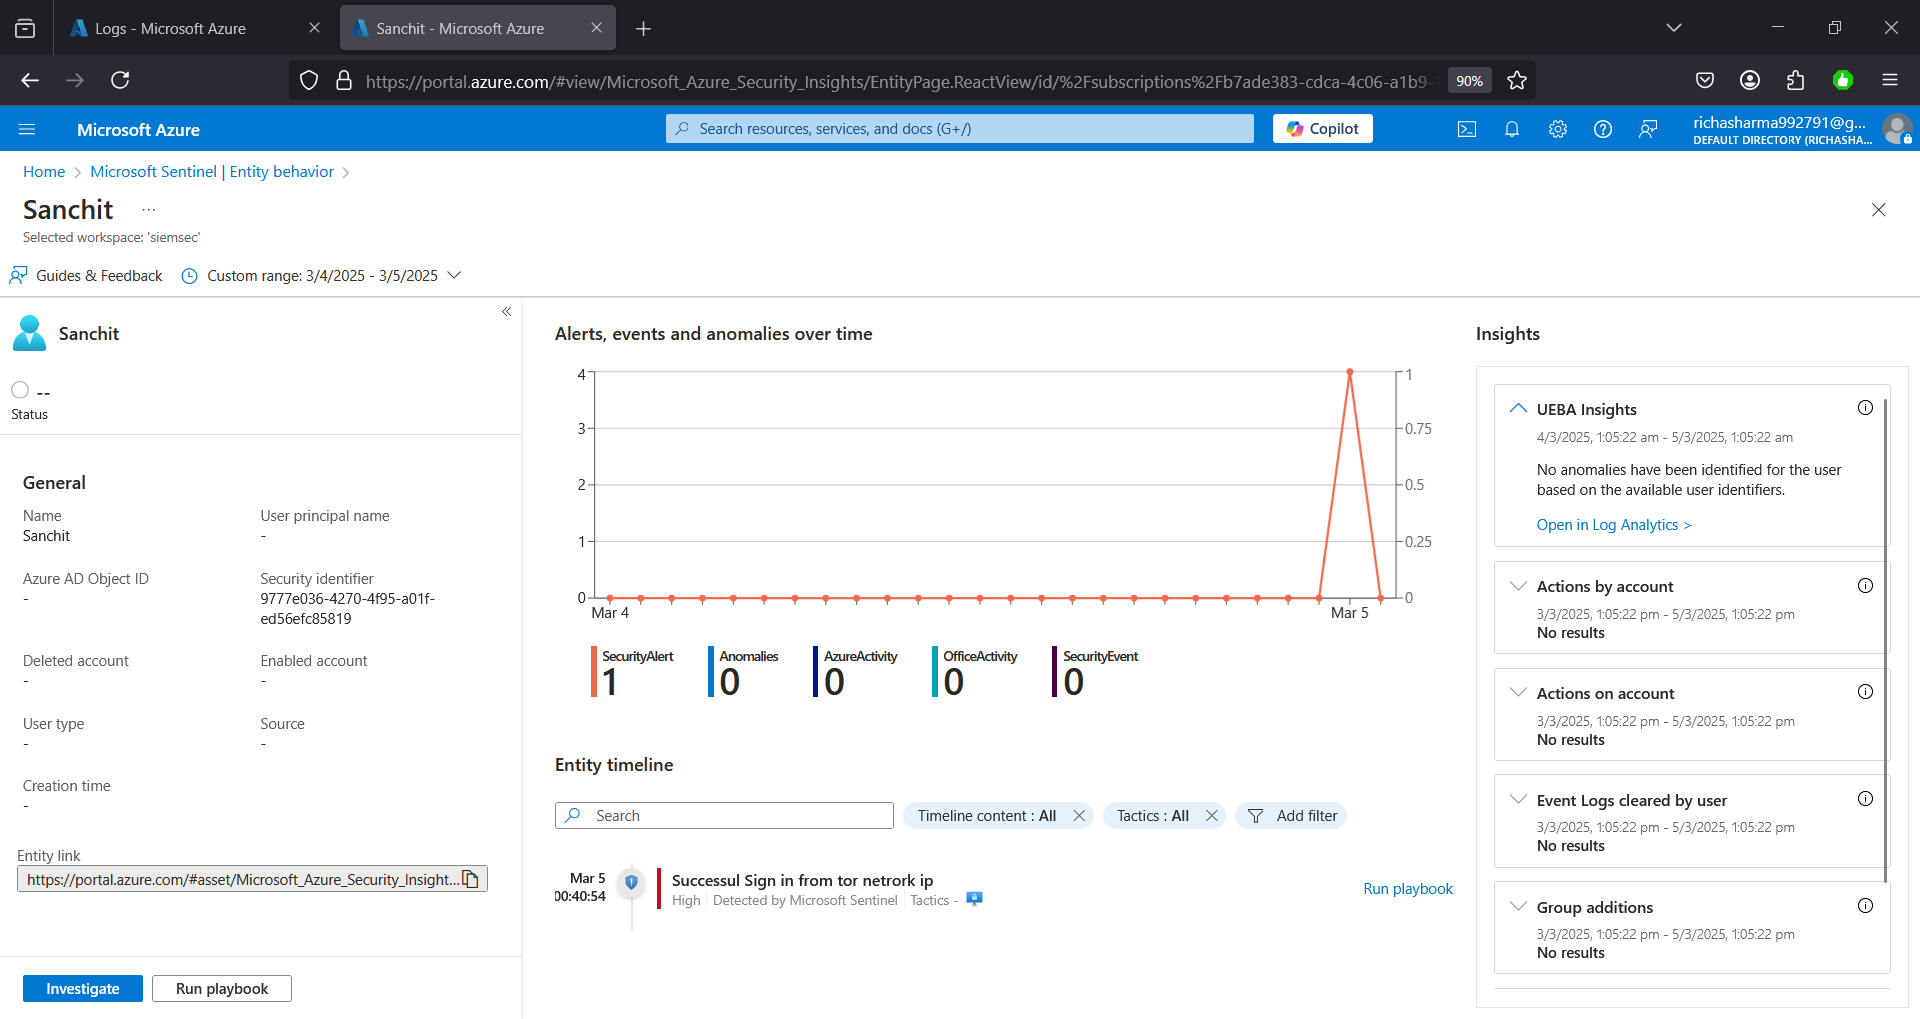 Logs - Microsoft Azure
Sanchit - Microsoft Azure
https://portal.azure.com/#view/Microsoft_Azure_Security_Insights/EntityPage.ReactView/id/%2Fsubscriptions%2Fb7ade383-cdca-4c06-a1b9-
90%
Microsoft Azure
Search resources, services, and docs (G+/)
Copilot
richasharma992791@g...
DEFAULT DIRECTORY (RICHASHA...
Home > Microsoft Sentinel | Entity behavior >
Sanchit ...
Selected workspace: 'siemsec'
Guides & Feedback
Custom range: 3/4/2025 - 3/5/2025
Sanchit
--
Status
General
Name
Sanchit
User principal name
-
Azure AD Object ID
-
Security identifier
9777e036-4270-4f95-a01f-
ed56efc85819
Deleted account
-
Enabled account
-
User type
-
Source
-
Creation time
-
Entity link
https://portal.azure.com/#asset/Microsoft_Azure_Security_Insight...
Investigate
Run playbook
Alerts, events and anomalies over time
4
3
2
1
0
1
0.75
0.5
0.25
0
Mar 4
Mar 5
SecurityAlert
1
Anomalies
0
AzureActivity
0
OfficeActivity
0
SecurityEvent
0
Entity timeline
Search
Timeline content : All
Tactics : All
Add filter
Mar 5
00:40:54
Successul Sign in from tor netrork ip
High
Detected by Microsoft Sentinel
Tactics -
Run playbook
Insights
UEBA Insights
4/3/2025, 1:05:22 am - 5/3/2025, 1:05:22 am
No anomalies have been identified for the user
based on the available user identifiers.
Open in Log Analytics >
Actions by account
3/3/2025, 1:05:22 pm - 5/3/2025, 1:05:22 pm
No results
Actions on account
3/3/2025, 1:05:22 pm - 5/3/2025, 1:05:22 pm
No results
Event Logs cleared by user
3/3/2025, 1:05:22 pm - 5/3/2025, 1:05:22 pm
No results
Group additions
3/3/2025, 1:05:22 pm - 5/3/2025, 1:05:22 pm
No results